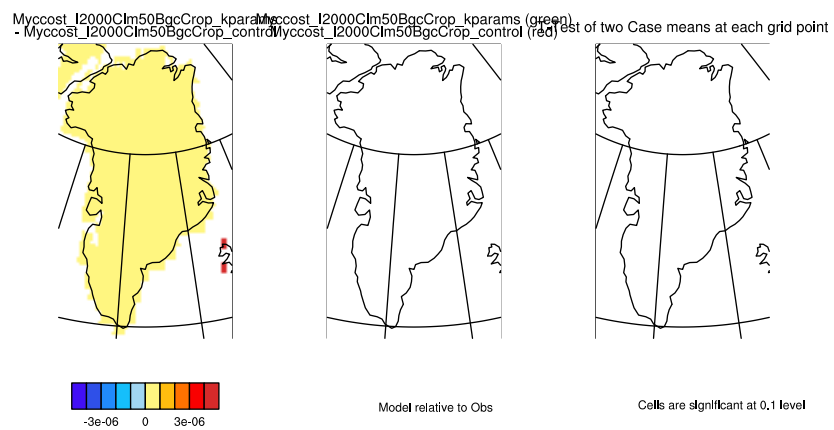 Myccost_I2000Clm50BgcCrop_kparams
- Myccost_I2000Clm50BgcCrop_control
Myccost_I2000Clm50BgcCrop_kparams (green)
Myccost_I2000Clm50BgcCrop_control (red)
T-Test of two Case means at each grid point
-3e-06 0 3e-06
Model relative to Obs
Cells are significant at 0.1 level